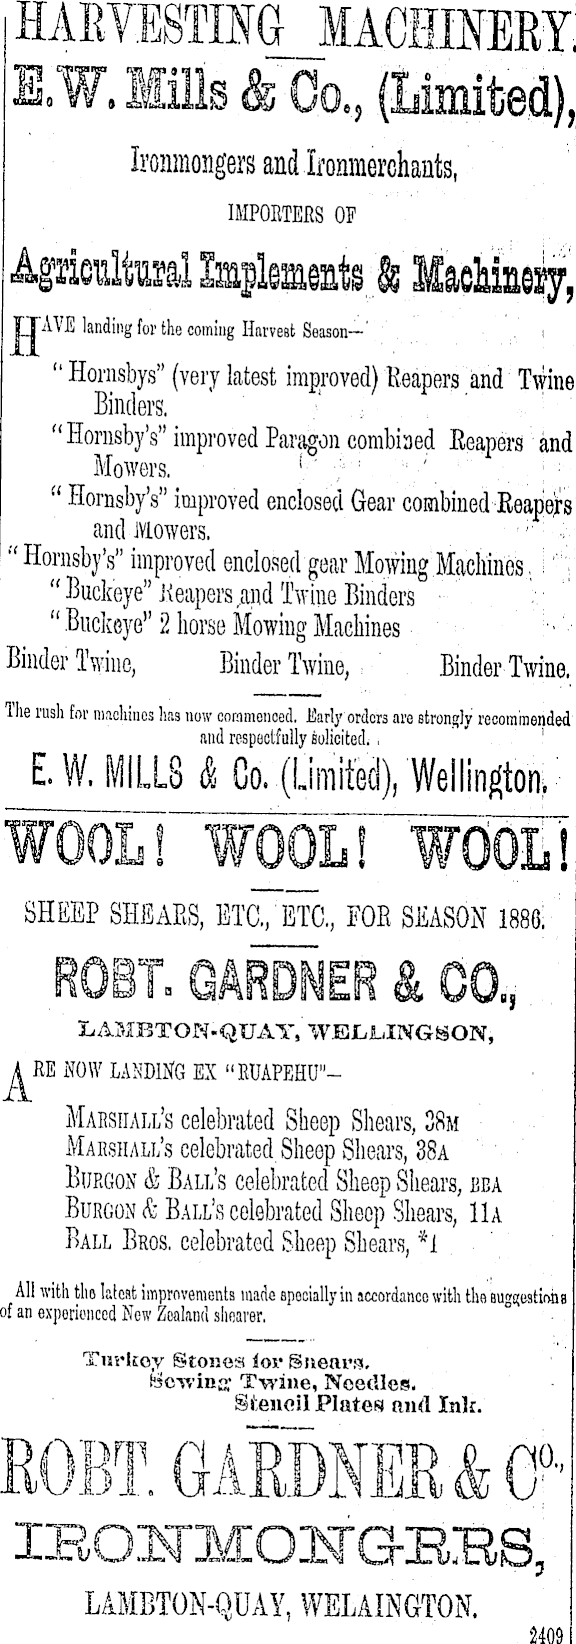 HARVESTING MACHINERY.
E. W. Mills & Co., (Limited),
Ironmongers and Ironmerchants,
IMPORTERS OF
Agricultural Implements & Machinery,
HAVE landing for the coming Harvest Season—
"Hornsbys" (very latest improved) Reapers and Twine
Binders.
"Hornsby's" improved Paragon combined Reapers and
Mowers.
"Hornsby's" improved enclosed Gear combined Reapers
and Mowers.
"Hornsby's" improved enclosed gear Mowing Machines
"Buckeye" Reapers and Twine Binders
"Buckeye" 2 horse Mowing Machines
Binder Twine, Binder Twine, Binder Twine.
The rush for machines has now commenced. Early orders are strongly recommended
and respectfully solicited.
E. W. MILLS & Co. (Limited), Wellington.
WOOL! WOOL! WOOL!
SHEEP SHEARS, ETC., ETC., FOR SEASON 1886.
ROBT. GARDNER & CO.,
LAMBTON-QUAY, WELLINGSON,
ARE NOW LANDING EX "RUAPEHU"—
MARSHALL'S celebrated Sheep Shears, 38M
MARSHALL'S celebrated Sheep Shears, 38A
BURGON & BALL'S celebrated Sheep Shears, BBA
BURGON & BALL'S celebrated Sheep Shears, 11A
BALL BROS. celebrated Sheep Shears, *1
All with the latest improvements made specially in accordance with the suggestions
of an experienced New Zealand shearer.
Turkey Stones for Shears.
Sewing Twine, Needles.
Stencil Plates and Ink.
ROBT. GARDNER & CO.,
IRONMONGRRS,
LAMBTON-QUAY, WELAINGTON.
2409